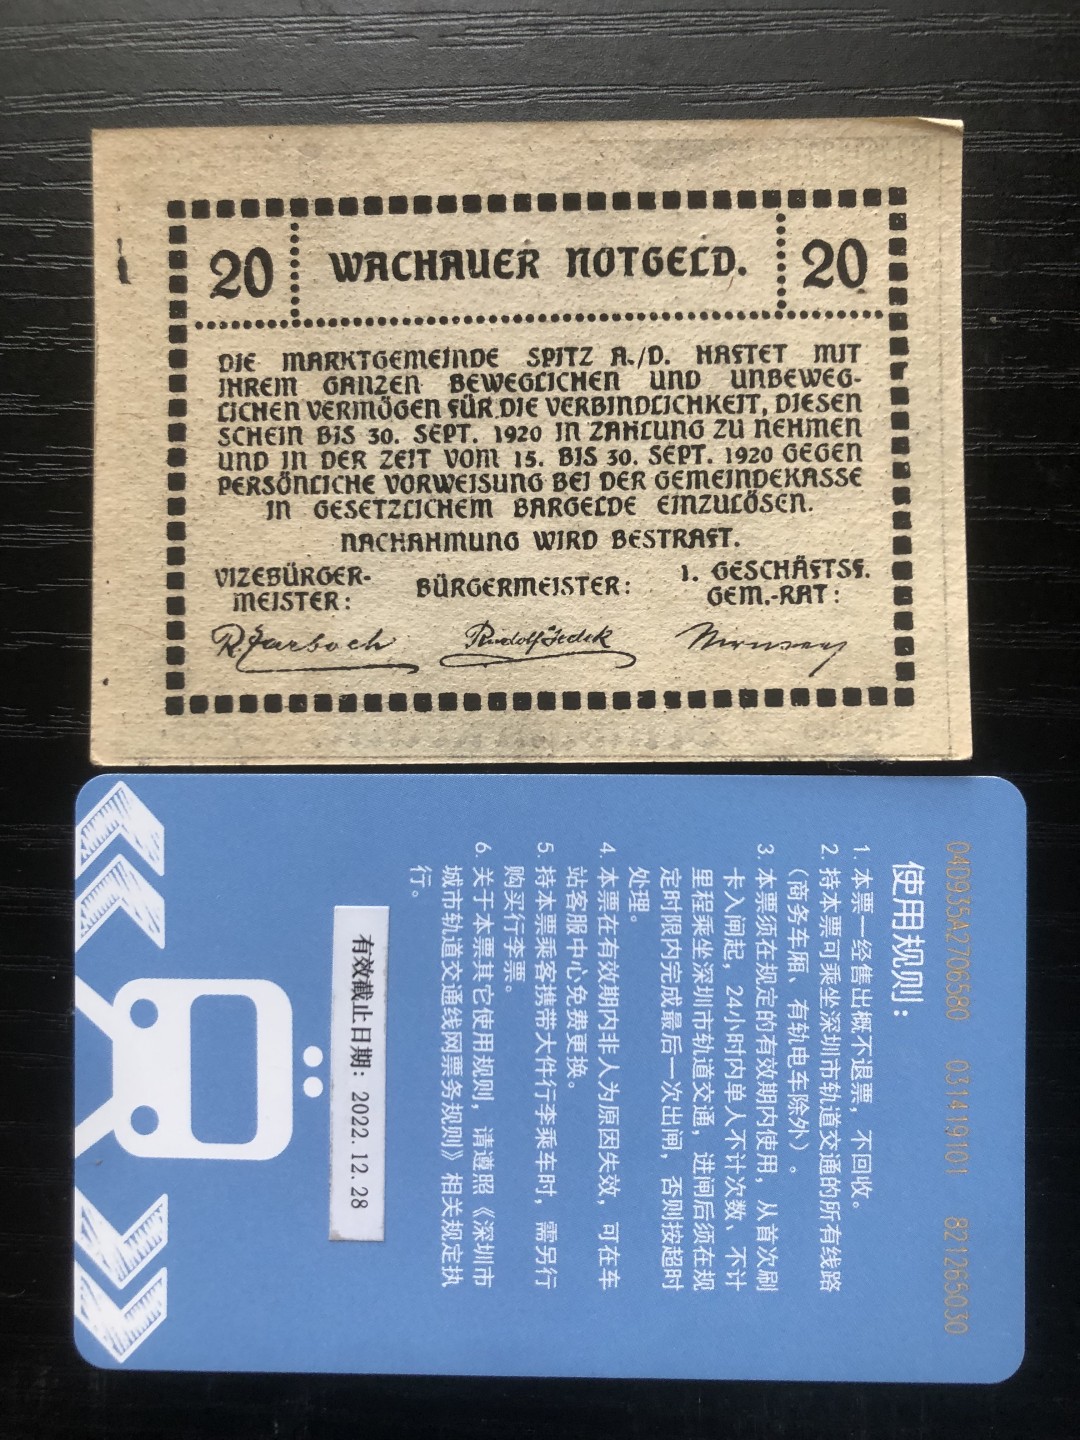 20 WACHAUER NOTGELD. 20
DIE MARKTGEMEINDE SPITZ A./D. HAFTET MIT
IHREM GANZEN BEWEGLICHEN UND UNBEWEG-
LICHEN VERMÖGEN FÜR DIE VERBINDLICHKEIT, DIESEN
SCHEIN BIS 30. SEPT. 1920 IN ZAHLUNG ZU NEHMEN
UND IN DER ZEIT VOM 15. BIS 30. SEPT. 1920 GEGEN
PERSÖNLICHE VORWEISUNG BEI DER GEMEINDEKASSE
IN GESETZLICHEM BARGELDE EINZULÖSEN.
NACHAHMUNG WIRD BESTRAFT.
VIZEBÜRGER-
MEISTER:
BÜRGERMEISTER:
1. GESCHÄFTSF.
GEM.-RAT:
Rudolf
04D935A2706580 031419101 821265030
使用规则：
1. 本票一经售出概不退票，不回收。
2. 持本票可乘坐深圳市轨道交通的所有线路
（商务车厢、有轨电车除外）。
3. 本票须在规定的有效期内使用，从首次刷
卡入闸起，24小时内单人不计次数、不计
里程乘坐深圳市轨道交通，进闸后须在规
定时限内完成最后一次出闸，否则按超时
处理。
4. 本票在有效期内非人为原因失效，可在车
站客服中心免费更换。
5. 持本票乘客携带大件行李乘车时，需另行
购买行李票。
6. 关于本票其它使用规则，请遵照《深圳市
城市轨道交通线网票务规则》相关规定执
行。
有效截止日期：2022.12.28